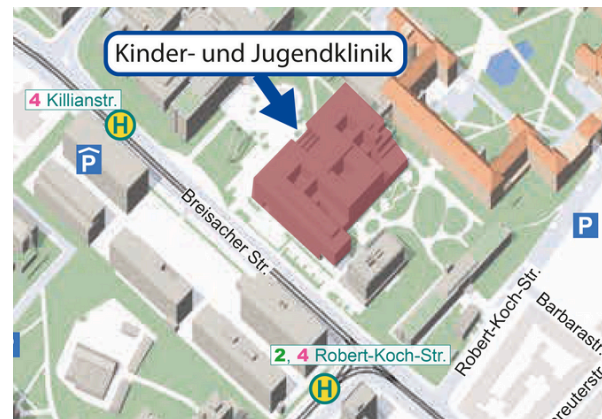 Kinder- und Jugendklinik
4 Killianstr.
H
P
Breisacher Str.
P
Robert-Koch-Str.
Barbarastr.
2, 4 Robert-Koch-Str.
H